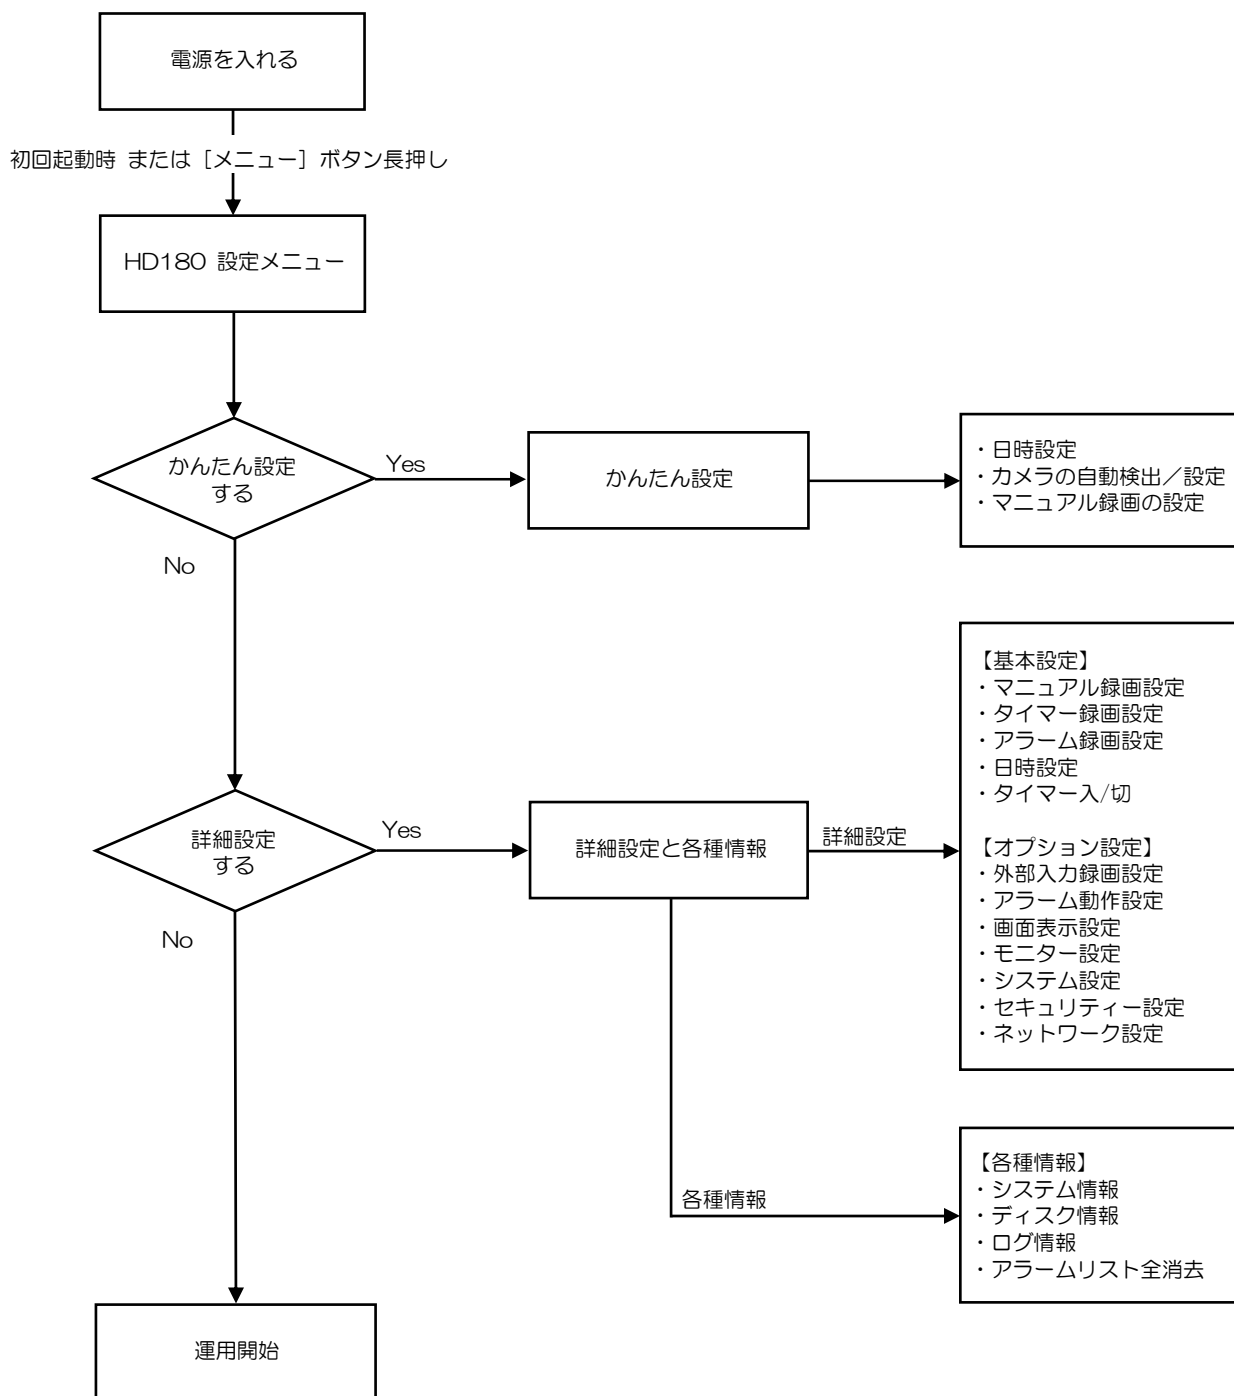 電源を入れる
初回起動時 または [メニュー] ボタン長押し
HD180 設定メニュー
かんたん設定
する
Yes
かんたん設定
・日時設定
・カメラの自動検出／設定
・マニュアル録画の設定
No
詳細設定
する
Yes
詳細設定と各種情報
詳細設定
【基本設定】
・マニュアル録画設定
・タイマー録画設定
・アラーム録画設定
・日時設定
・タイマー入/切
【オプション設定】
・外部入力録画設定
・アラーム動作設定
・画面表示設定
・モニター設定
・システム設定
・セキュリティー設定
・ネットワーク設定
No
各種情報
【各種情報】
・システム情報
・ディスク情報
・ログ情報
・アラームリスト全消去
運用開始